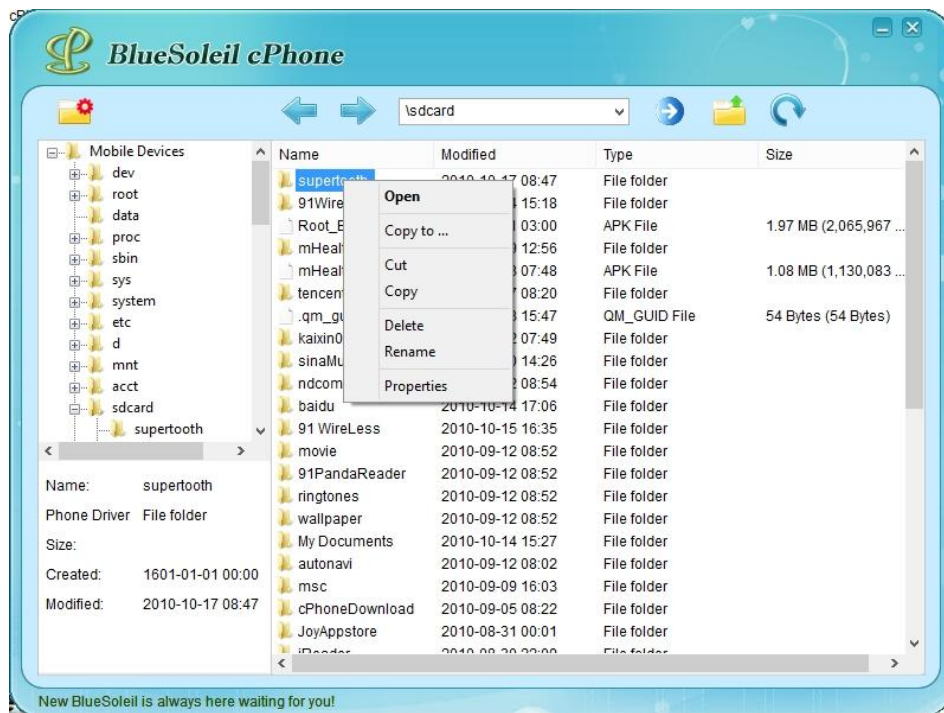 cP
BlueSoleil cPhone
\sdcard
Mobile Devices
dev
root
data
proc
sbin
sys
system
etc
d
mnt
acct
sdcard
supertooth
Name: supertooth
Phone Driver File folder
Size:
Created: 1601-01-01 00:00
Modified: 2010-10-17 08:47
Name Modified Type Size
supertooth 2010-10-17 08:47 File folder
91Wire 15:18 File folder
Root_ 03:00 APK File 1.97 MB (2,065,967 ...
mHeal 12:56 File folder
mHeal 07:48 APK File 1.08 MB (1,130,083 ...
tencen 08:20 File folder
.qm_gu 15:47 QM_GUID File 54 Bytes (54 Bytes)
kaixin0 07:49 File folder
sinaMu 14:26 File folder
ndcom 08:54 File folder
baidu 2010-10-14 17:06 File folder
91 WireLess 2010-10-15 16:35 File folder
movie 2010-09-12 08:52 File folder
91PandaReader 2010-09-12 08:52 File folder
ringtones 2010-09-12 08:52 File folder
wallpaper 2010-09-12 08:52 File folder
My Documents 2010-10-14 15:27 File folder
autonavi 2010-09-12 08:02 File folder
msc 2010-09-09 16:03 File folder
cPhoneDownload 2010-09-05 08:22 File folder
JoyAppstore 2010-08-31 00:01 File folder
Open
Copy to ...
Cut
Copy
Delete
Rename
Properties
New BlueSoleil is always here waiting for you!